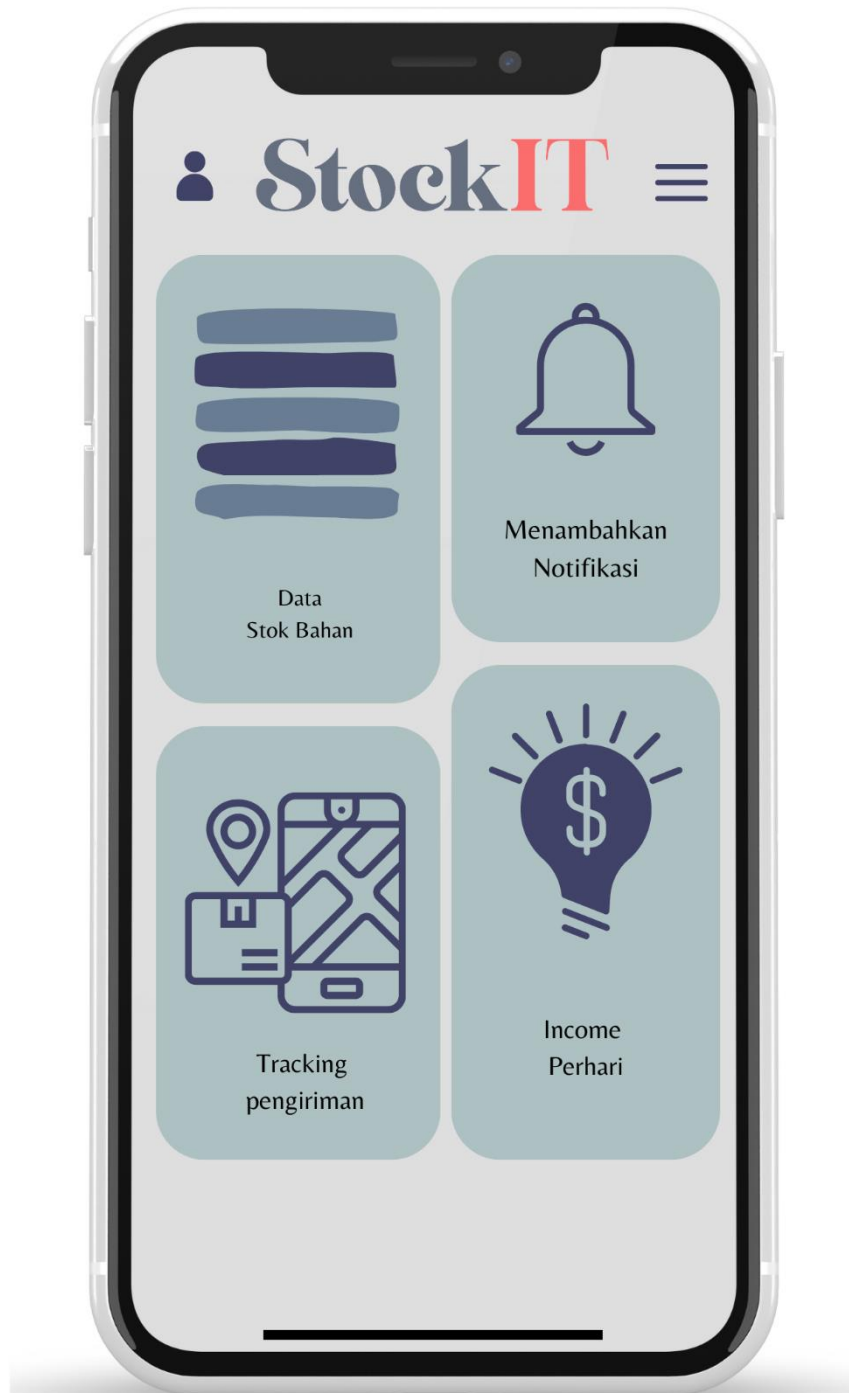 StockIT
Data
Stok Bahan
Menambahkan
Notifikasi
Tracking
pengiriman
$
Income
Perhari